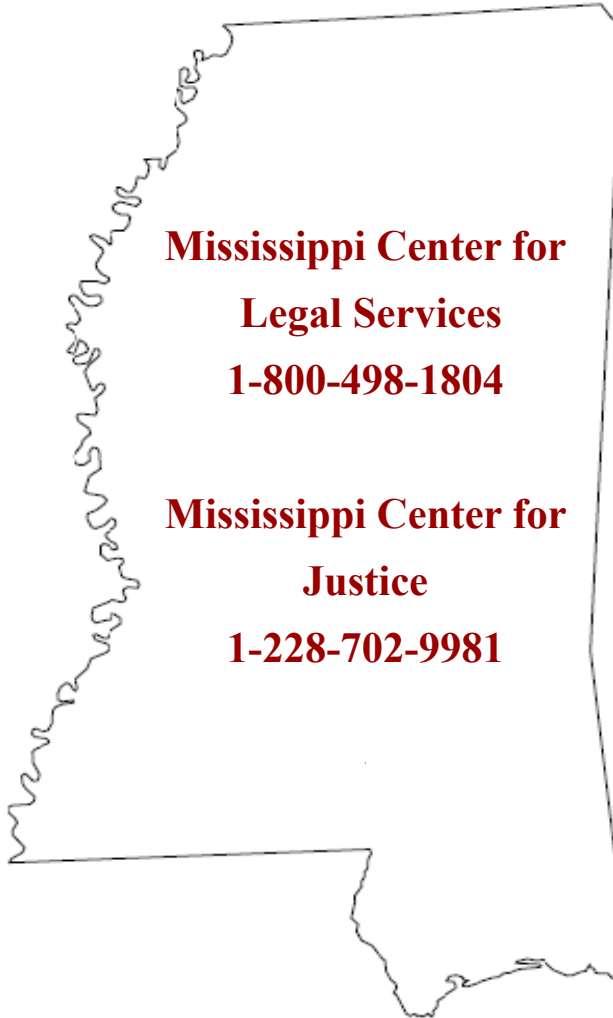 Mississippi Center for
Legal Services
1-800-498-1804
Mississippi Center for
Justice
1-228-702-9981